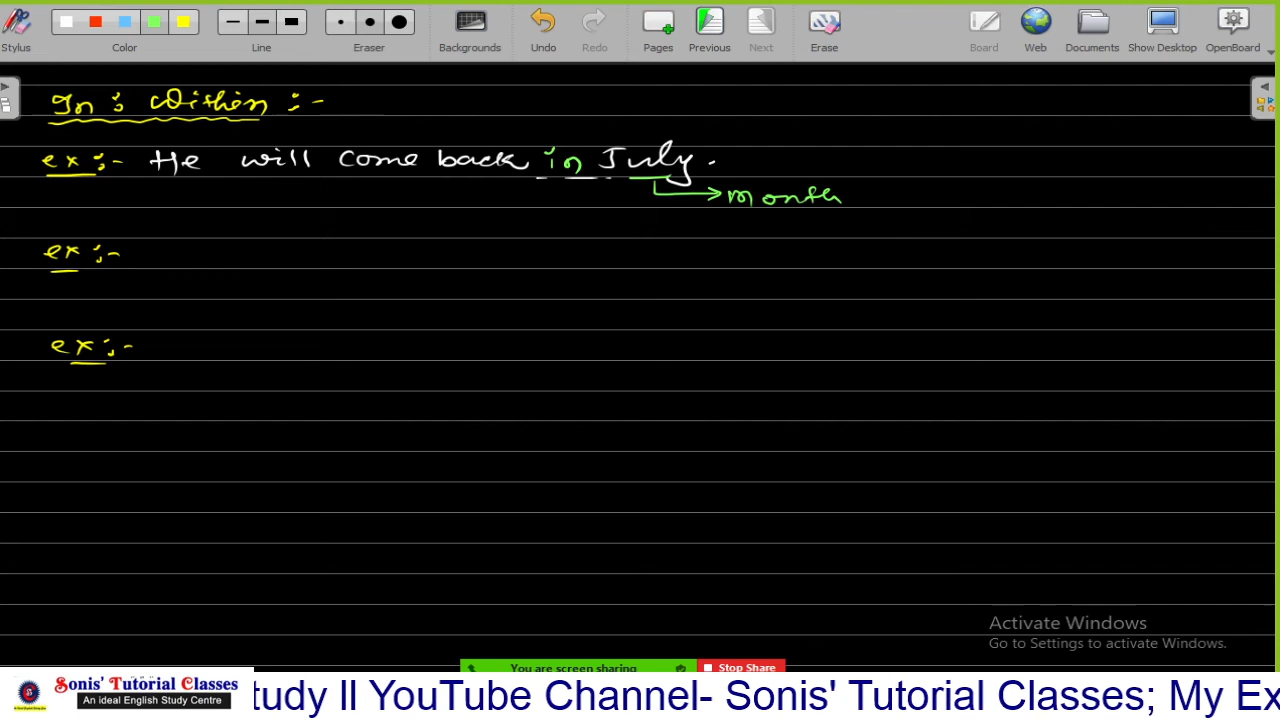 Stylus
Color
Line
Eraser
Backgrounds
Undo
Redo
Pages
Previous
Next
Erase
Board
Web
Documents
Show Desktop
OpenBoard
In & Within :-
ex :- He will come back in July.
month
ex :-
ex :-
Activate Windows
Go to Settings to activate Windows.
You are screen sharing
Stop Share
Sonis' Tutorial Classes
An ideal English Study Centre
tudy II YouTube Channel- Sonis' Tutorial Classes; My Ex